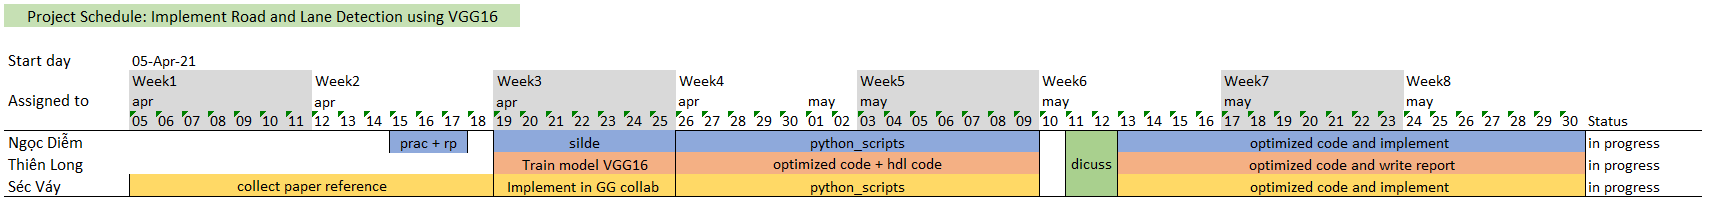 Project Schedule: Implement Road and Lane Detection using VGG16
Start day 05-Apr-21
Week1 Week2 Week3 Week4 Week5 Week6 Week7 Week8
Assigned to apr apr apr apr may may may may may
05 06 07 08 09 10 11 12 13 14 15 16 17 18 19 20 21 22 23 24 25 26 27 28 29 30 01 02 03 04 05 06 07 08 09 10 11 12 13 14 15 16 17 18 19 20 21 22 23 24 25 26 27 28 29 30 Status
Ngọc Diễm prac + rp silde python_scripts optimized code and implement in progress
Thiên Long Train model VGG16 optimized code + hdl code dicuss optimized code and write report in progress
Séc Váy collect paper reference Implement in GG collab python_scripts optimized code and implement in progress